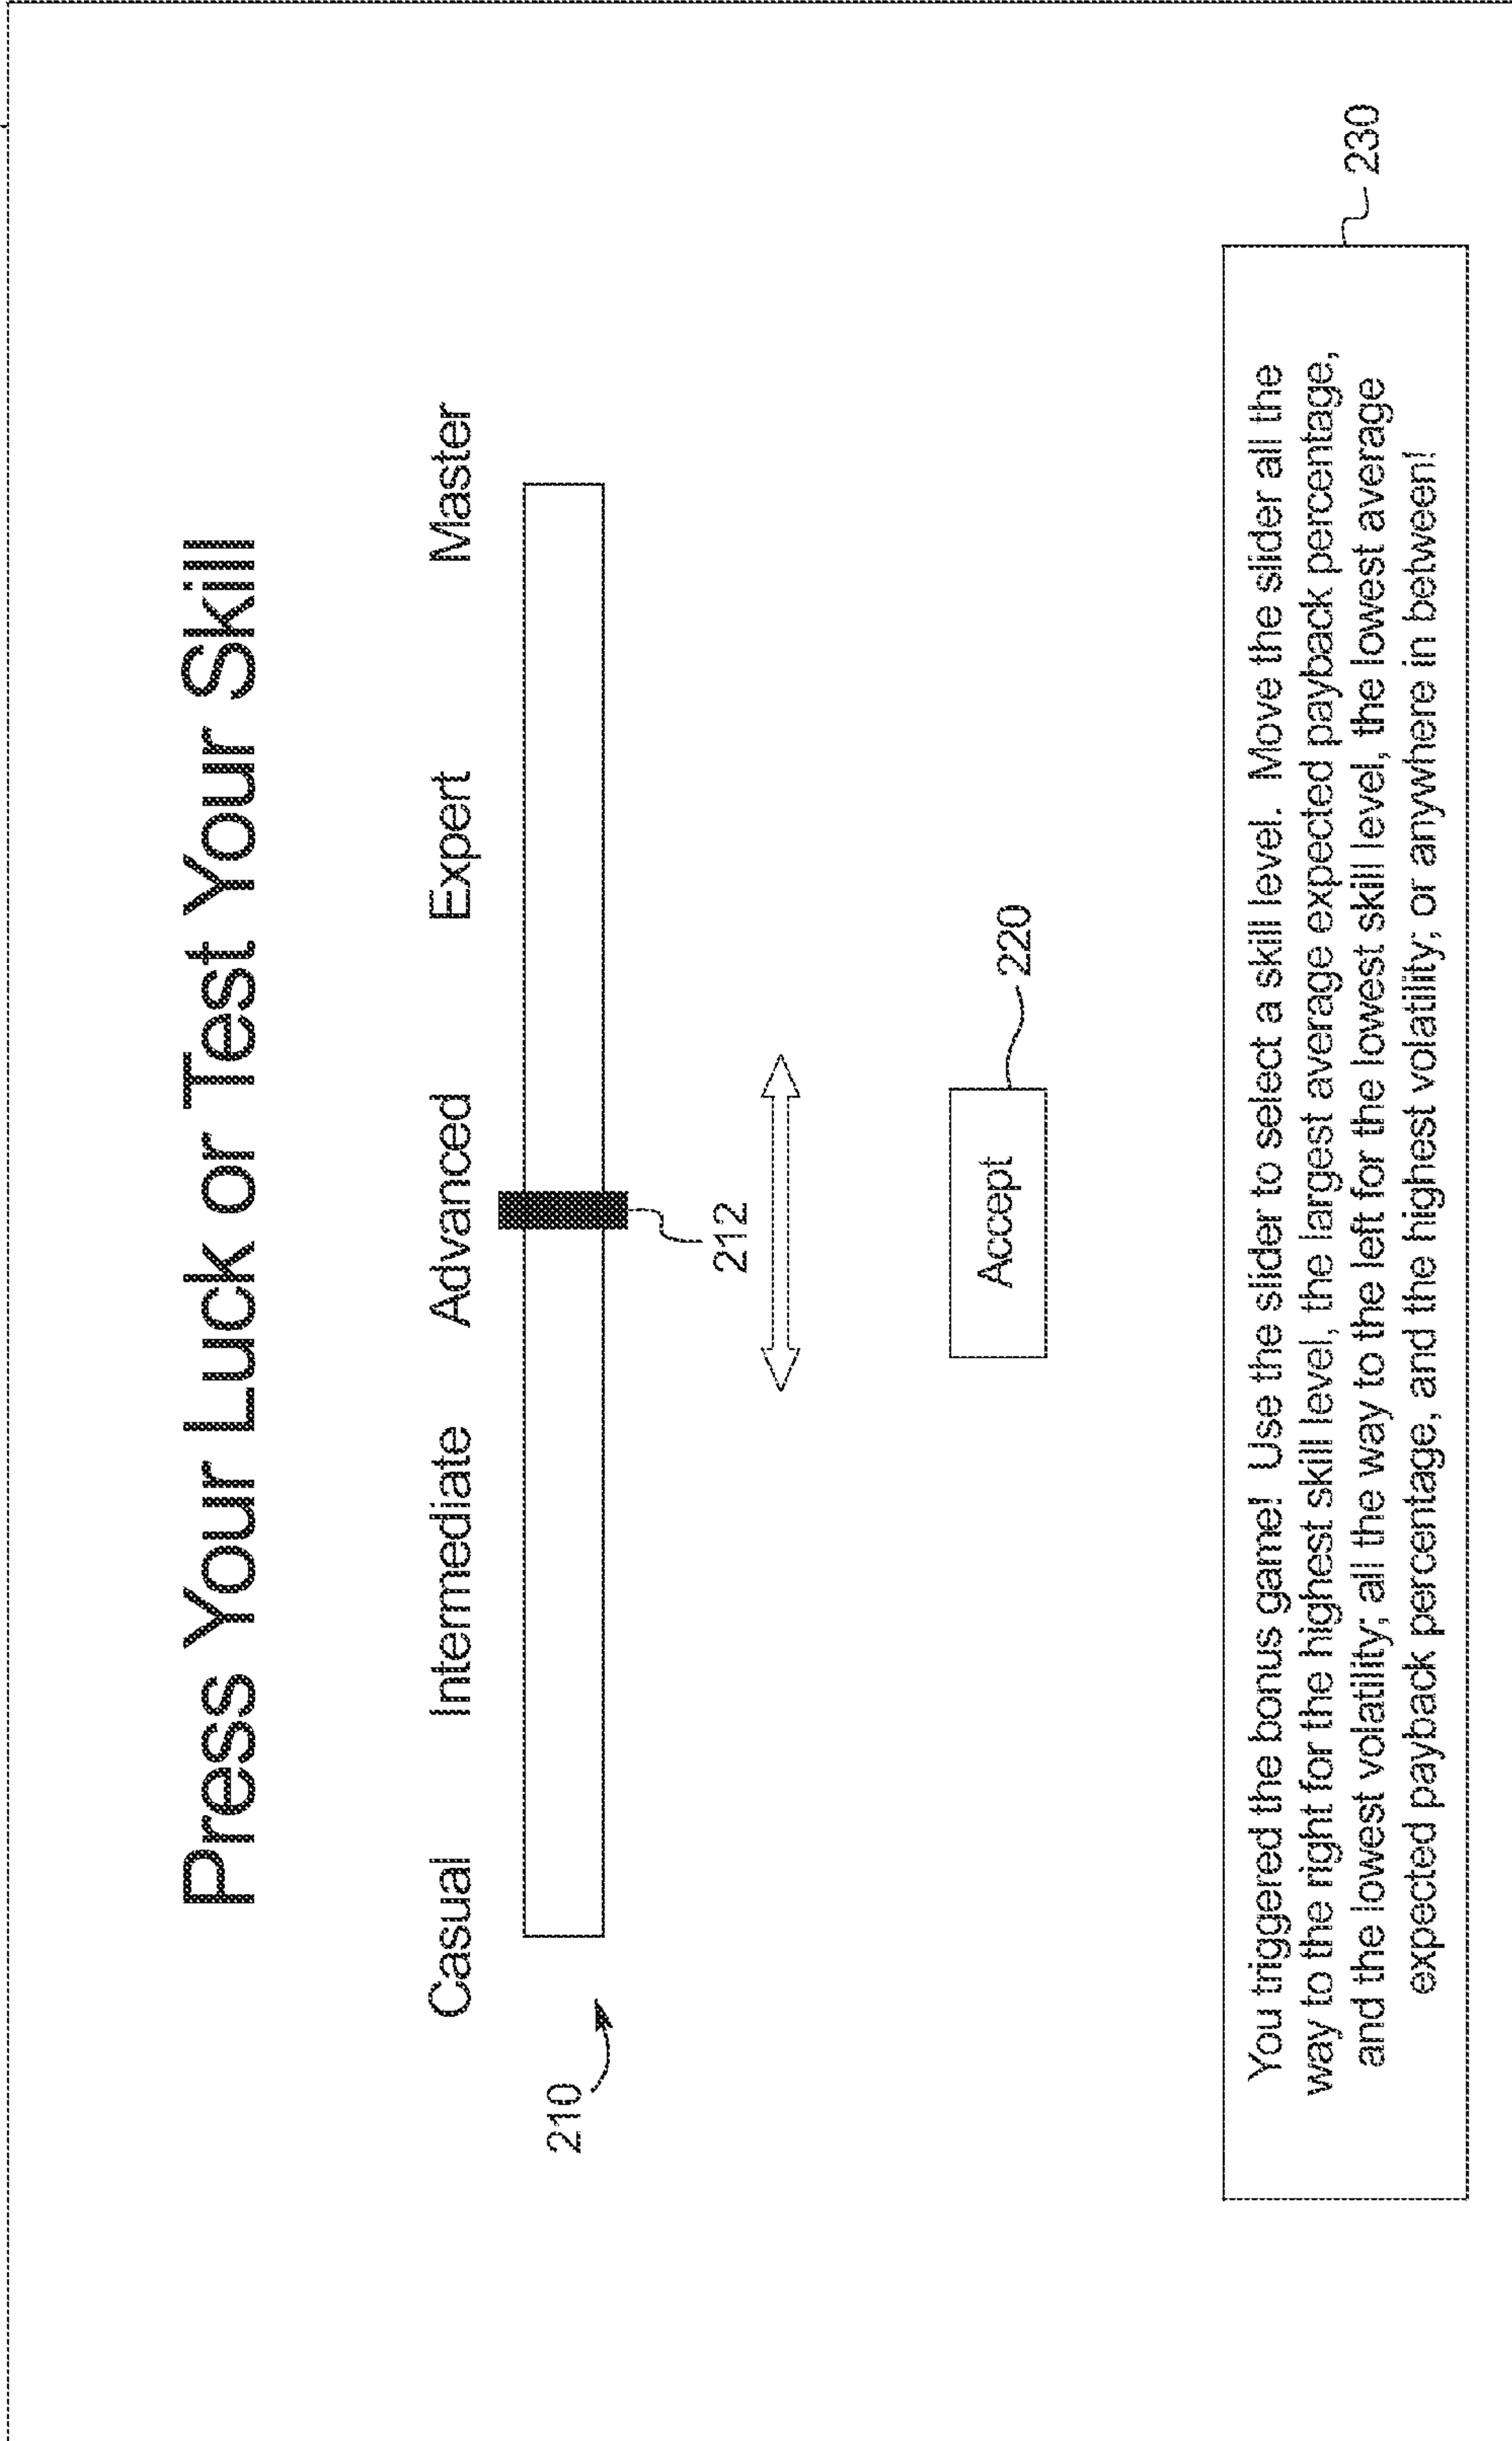 Press Your Luck or Test Your Skill
Casual Intermediate Advanced Expert Master
210
212
Accept
220
You triggered the bonus game! Use the slider to select a skill level. Move the slider all the
way to the right for the highest skill level, the largest average expected payback percentage,
and the lowest volatility; all the way to the left for the lowest skill level, the lowest average
expected payback percentage, and the highest volatility; or anywhere in between!
230